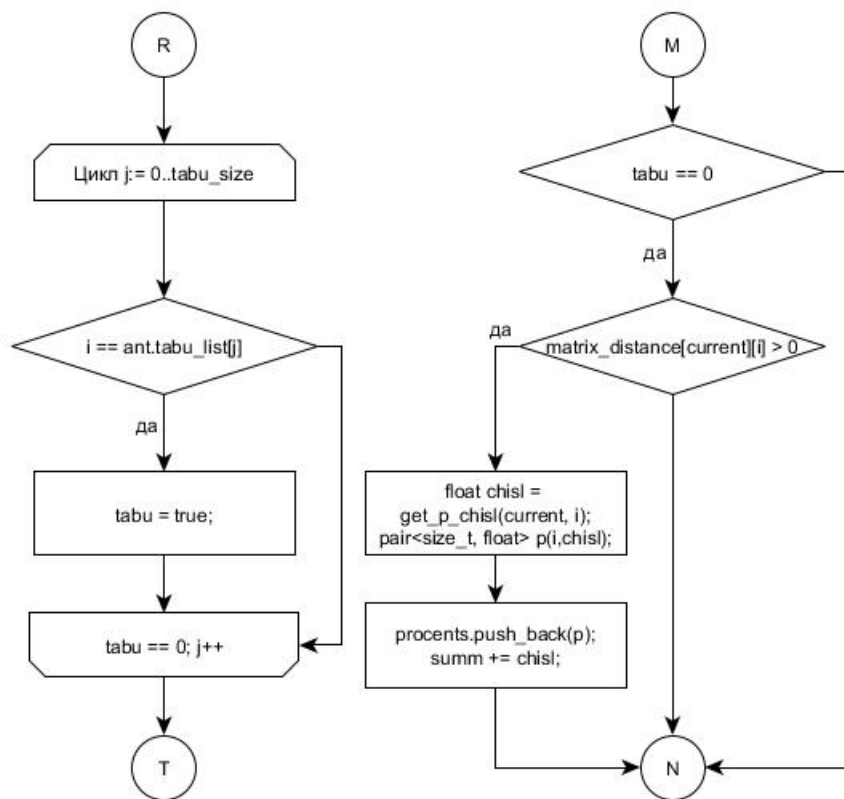 R
Цикл j:= 0..tabu_size
i == ant.tabu_list[j]
да
tabu = true;
tabu == 0; j++
T
M
tabu == 0
да
matrix_distance[current][i] > 0
да
float chisl =
get_p_chisl(current, i);
pair<size_t, float> p(i,chisl);
procents.push_back(p);
summ += chisl;
N